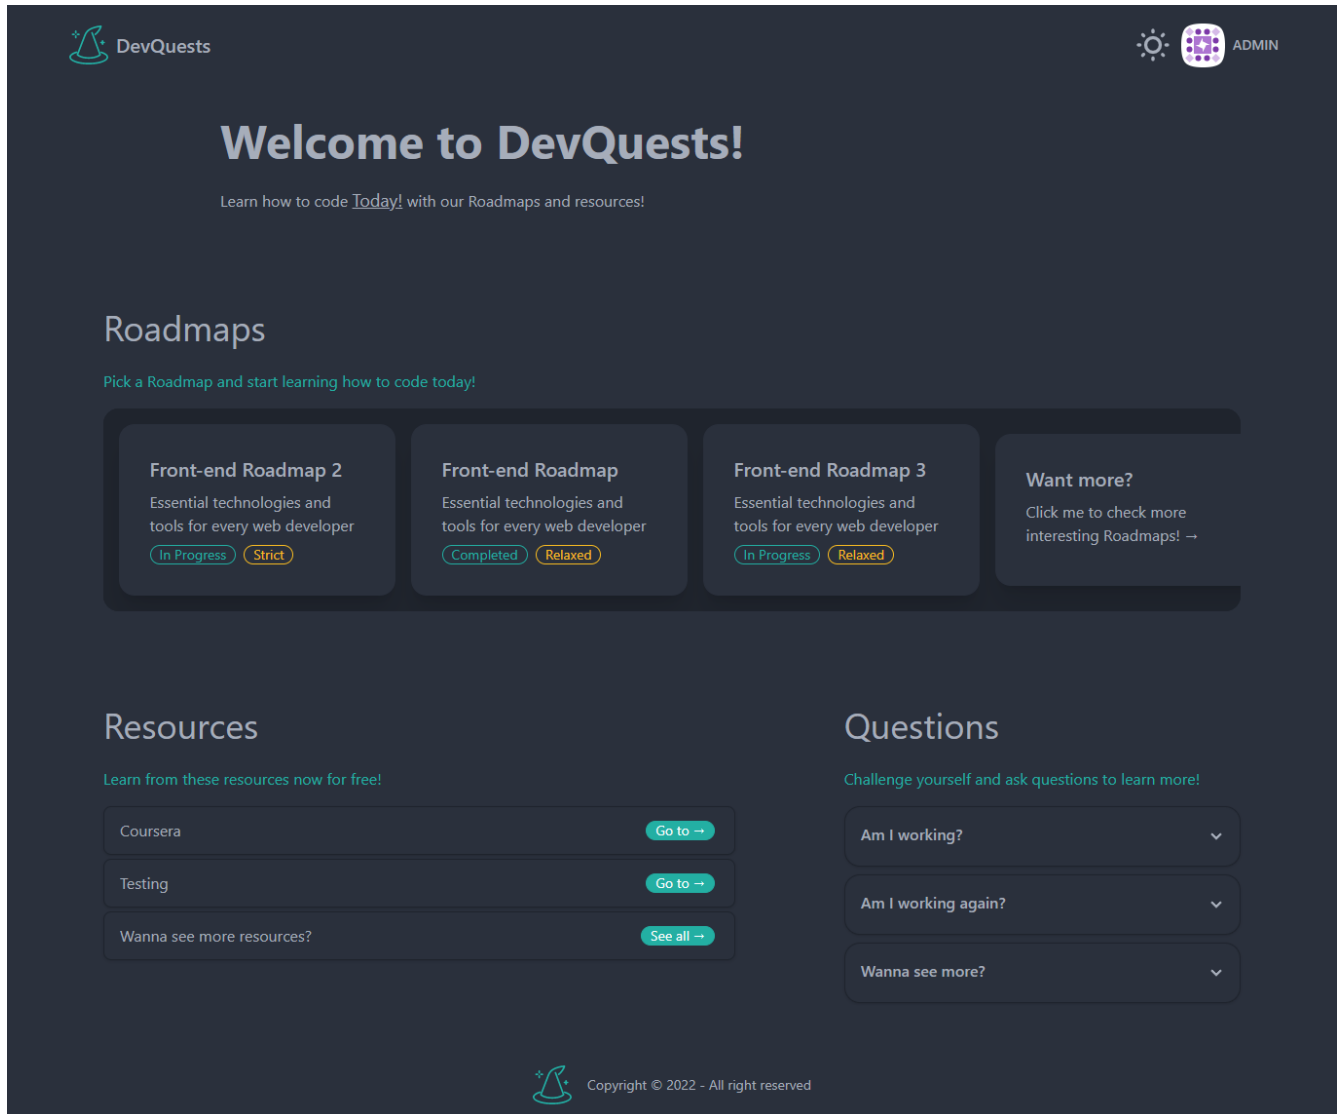 DevQuests
ADMIN
Welcome to DevQuests!
Learn how to code Today! with our Roadmaps and resources!
Roadmaps
Pick a Roadmap and start learning how to code today!
Front-end Roadmap 2
Essential technologies and
tools for every web developer
In Progress Strict
Front-end Roadmap
Essential technologies and
tools for every web developer
Completed Relaxed
Front-end Roadmap 3
Essential technologies and
tools for every web developer
In Progress Relaxed
Want more?
Click me to check more
interesting Roadmaps! →
Resources
Learn from these resources now for free!
Coursera Go to →
Testing Go to →
Wanna see more resources? See all →
Questions
Challenge yourself and ask questions to learn more!
Am I working?
Am I working again?
Wanna see more?
Copyright © 2022 - All right reserved